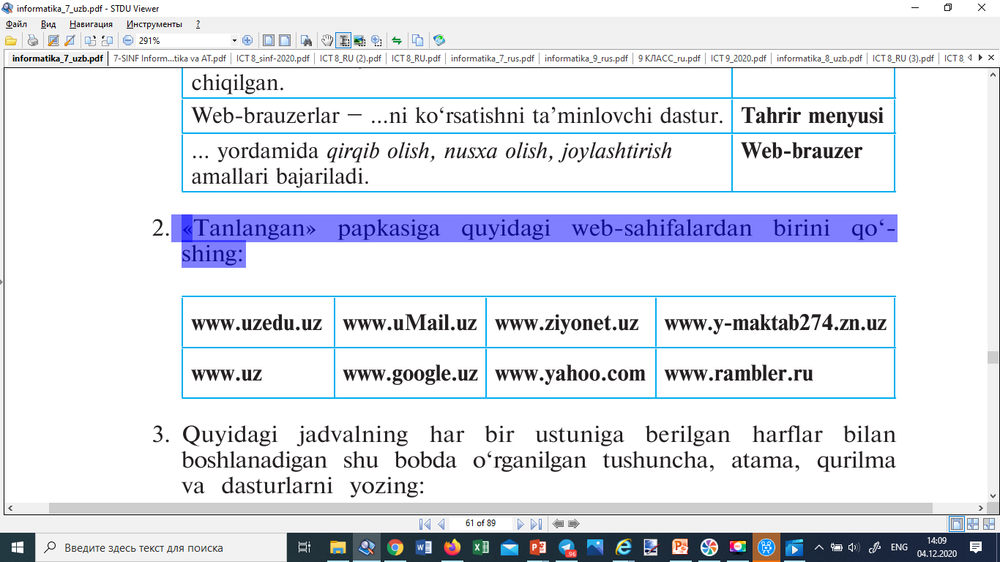 informatika_7_uzb.pdf - STDU Viewer
Файл Вид Навигация Инструменты ?
291%
informatika_7_uzb.pdf 7-SINF Inform...tika va AT.pdf ICT 8_sinf-2020.pdf ICT 8_RU (2).pdf ICT 8_RU.pdf informatika_7_rus.pdf informatika_9_rus.pdf 9 КЛАСС_ru.pdf ICT 9_2020.pdf informatika_8_uzb.pdf ICT 8_RU (3).pdf ICT 8_
chiqilgan.
Web-brauzerlar – ...ni ko‘rsatishni ta’minlovchi dastur. Tahrir menyusi
... yordamida qirqib olish, nusxa olish, joylashtirish Web-brauzer
amallari bajariladi.
2. «Tanlangan» papkasiga quyidagi web-sahifalardan birini qo‘-
shing:
www.uzedu.uz www.uMail.uz www.ziyonet.uz www.y-maktab274.zn.uz
www.uz www.google.uz www.yahoo.com www.rambler.ru
3. Quyidagi jadvalning har bir ustuniga berilgan harflar bilan
boshlanadigan shu bobda o‘rganilgan tushuncha, atama, qurilma
va dasturlarni yozing:
61 of 89
Введите здесь текст для поиска
.96
ENG
14:09
04.12.2020